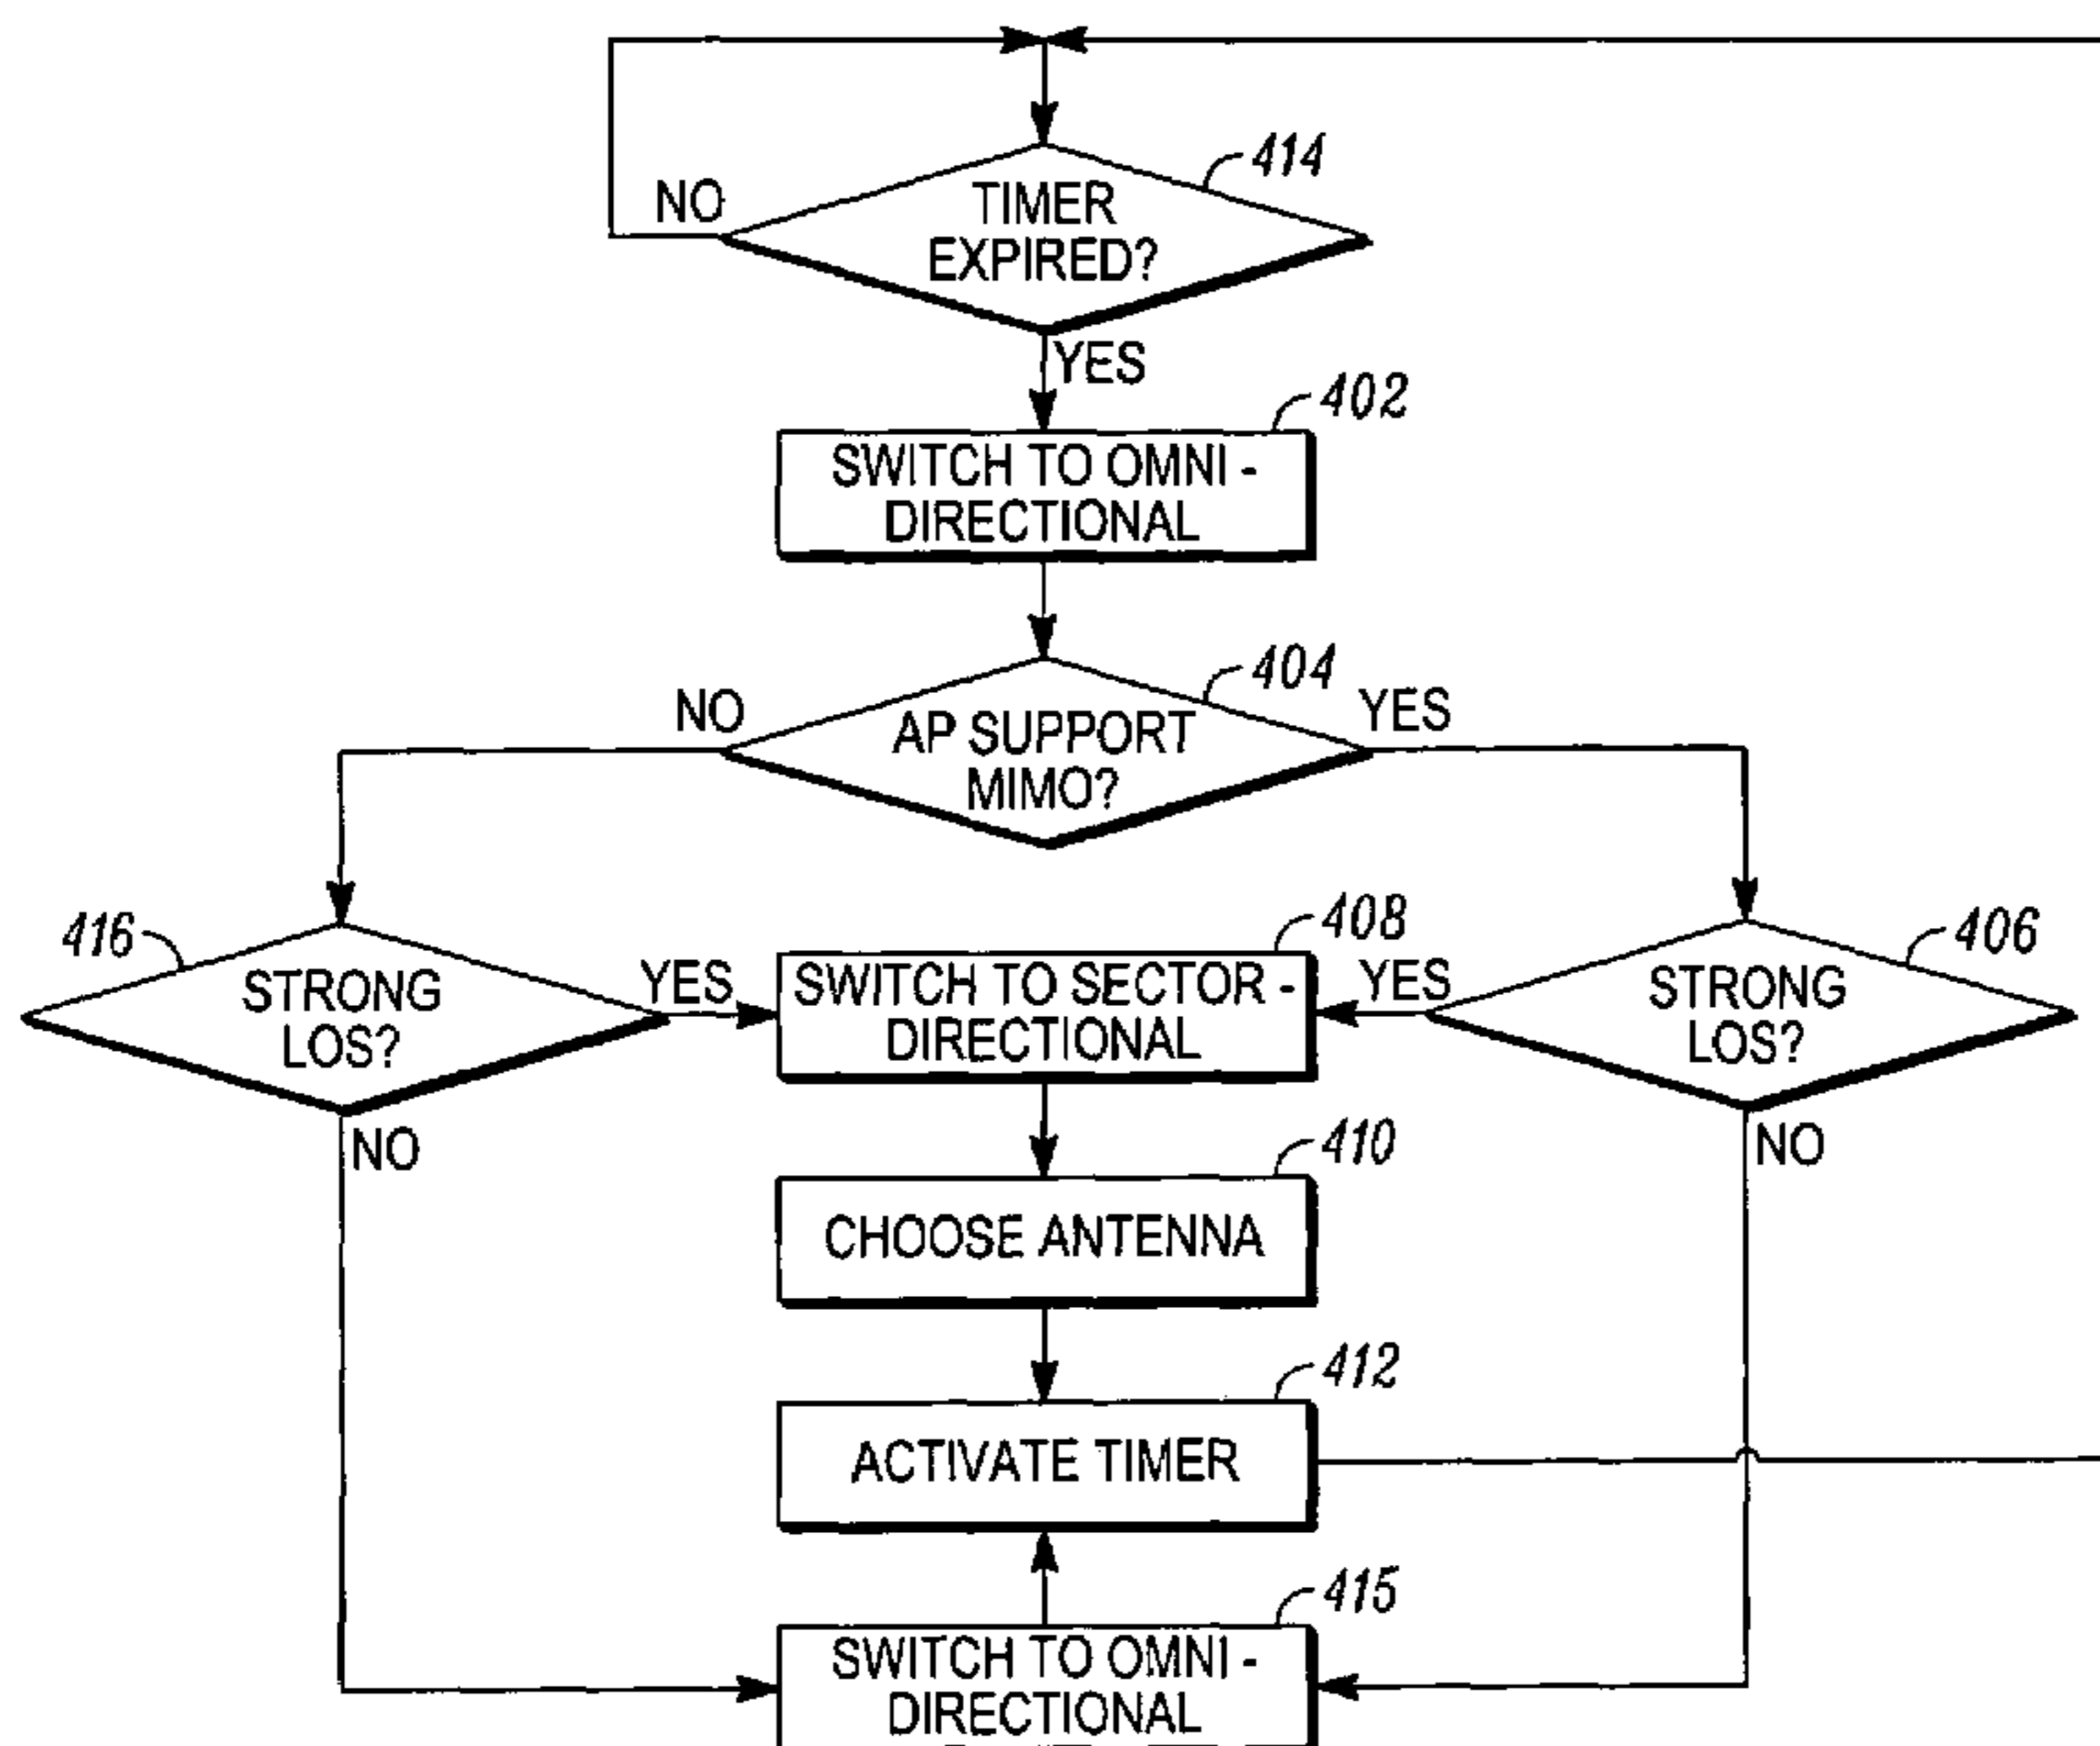 414
NO
TIMER
EXPIRED?
YES
402
SWITCH TO OMNI -
DIRECTIONAL
404
NO
YES
AP SUPPORT
MIMO?
416
408
406
STRONG
LOS?
YES
SWITCH TO SECTOR -
DIRECTIONAL
YES
STRONG
LOS?
NO
410
NO
CHOOSE ANTENNA
412
ACTIVATE TIMER
415
SWITCH TO OMNI -
DIRECTIONAL